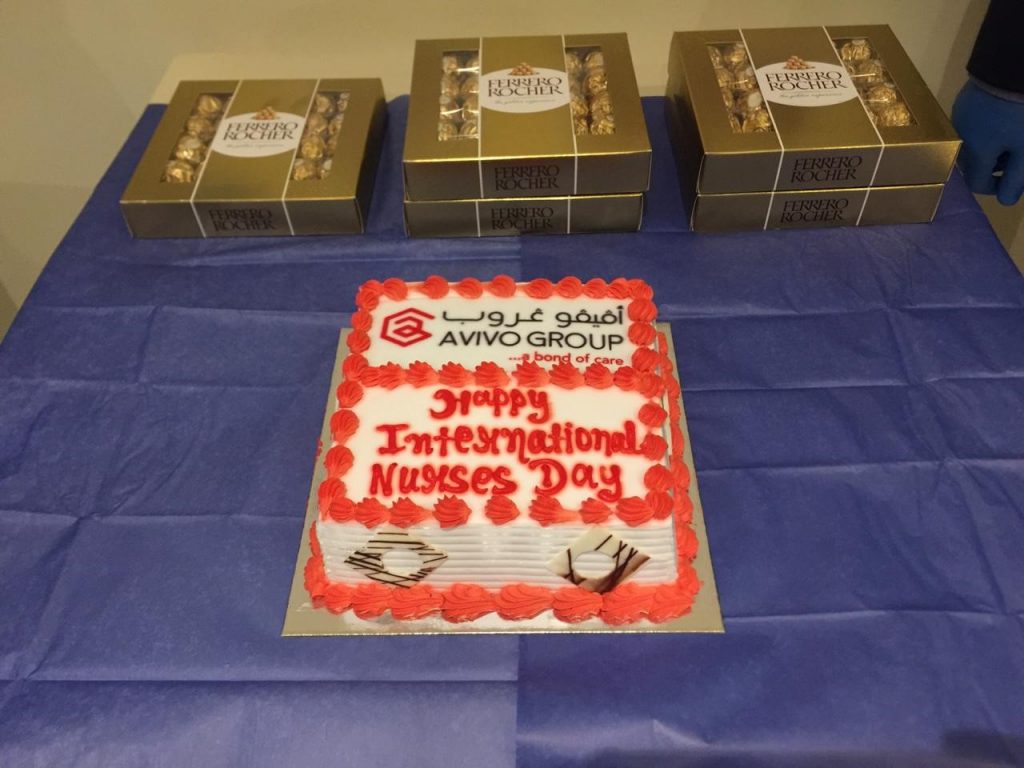 FERRERO
ROCHER
FERRERO
ROCHER
FERRERO
ROCHER
FERRERO
ROCHER
FERRERO
ROCHER
FERRERO
ROCHER
FERRERO
ROCHER
FERRERO
ROCHER
أڤيڤو غروب
AVIVO GROUP
...a bond of care
Happy
International
Nurses Day